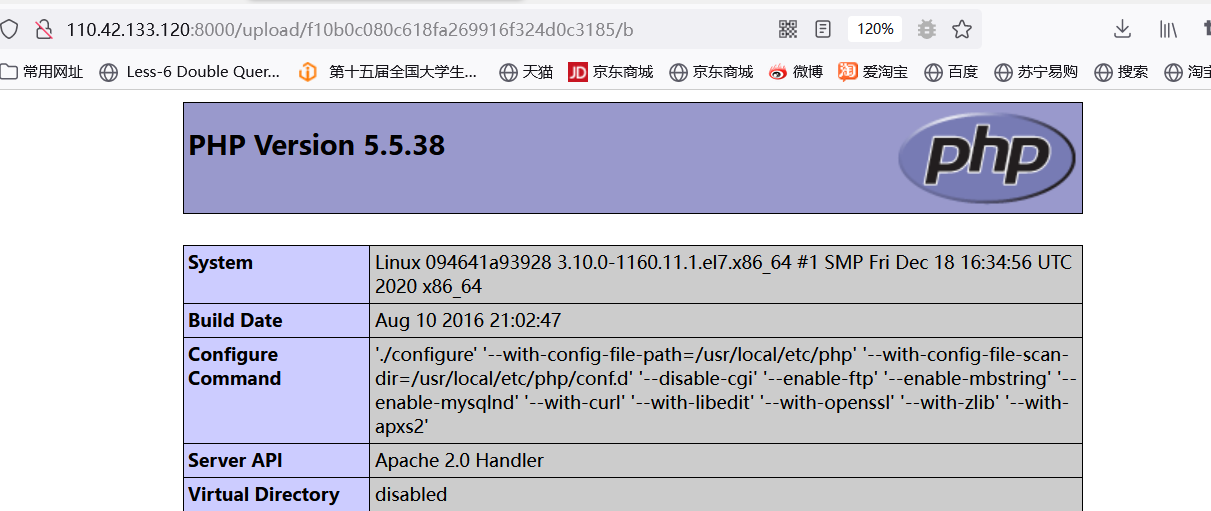 110.42.133.120:8000/upload/f10b0c080c618fa269916f324d0c3185/b 120%
常用网址 Less-6 Double Quer... 第十五届全国大学生... 天猫 JD 京东商城 京东商城 微博 淘 爱淘宝 百度 苏宁易购 搜索 淘宝
PHP Version 5.5.38 php
System Linux 094641a93928 3.10.0-1160.11.1.el7.x86_64 #1 SMP Fri Dec 18 16:34:56 UTC
2020 x86_64
Build Date Aug 10 2016 21:02:47
Configure './configure' '--with-config-file-path=/usr/local/etc/php' '--with-config-file-scan-
Command dir=/usr/local/etc/php/conf.d' '--disable-cgi' '--enable-ftp' '--enable-mbstring' '--
enable-mysqlnd' '--with-curl' '--with-libedit' '--with-openssl' '--with-zlib' '--with-
apxs2'
Server API Apache 2.0 Handler
Virtual Directory disabled